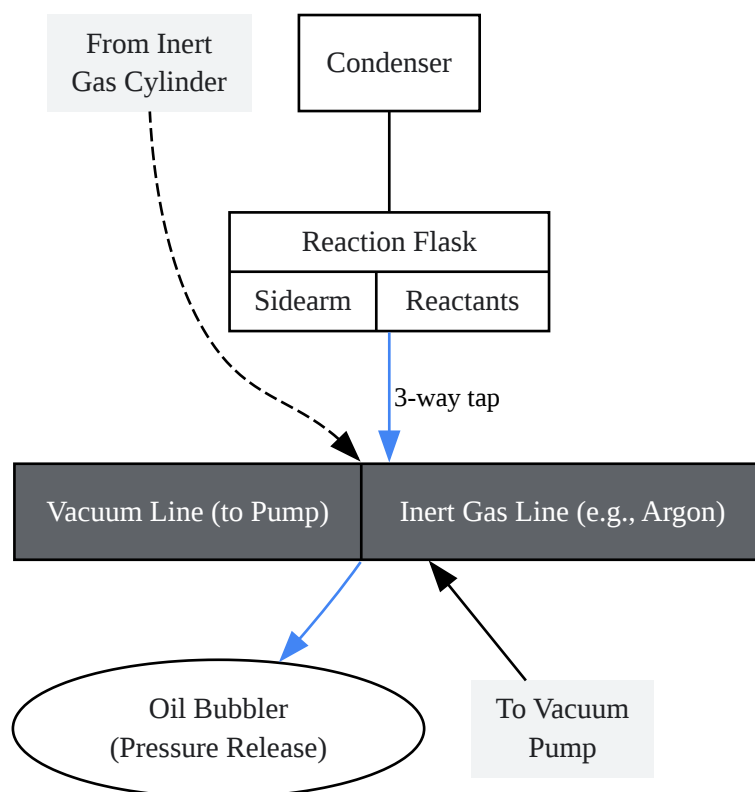 From Inert
Gas Cylinder
Condenser
Reaction Flask
Sidearm
Reactants
3-way tap
Vacuum Line (to Pump)
Inert Gas Line (e.g., Argon)
Oil Bubbler
(Pressure Release)
To Vacuum
Pump